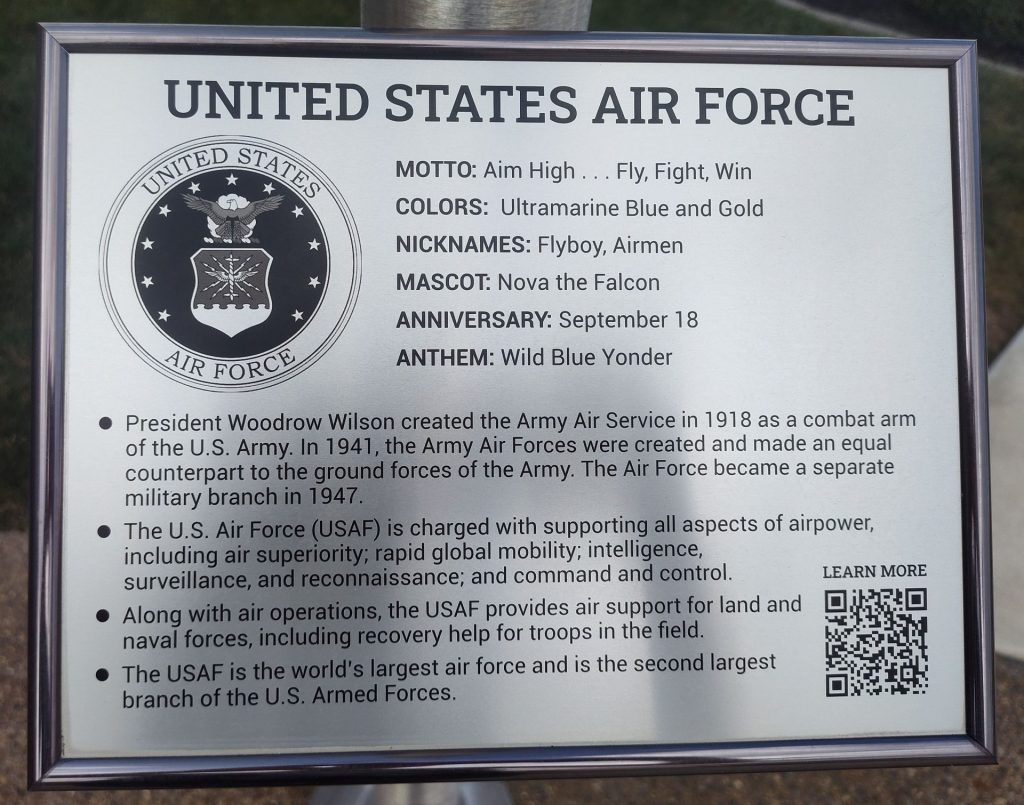 UNITED STATES AIR FORCE
UNITED STATES
AIR FORCE
MOTTO: Aim High . . . Fly, Fight, Win
COLORS: Ultramarine Blue and Gold
NICKNAMES: Flyboy, Airmen
MASCOT: Nova the Falcon
ANNIVERSARY: September 18
ANTHEM: Wild Blue Yonder
● President Woodrow Wilson created the Army Air Service in 1918 as a combat arm
of the U.S. Army. In 1941, the Army Air Forces were created and made an equal
counterpart to the ground forces of the Army. The Air Force became a separate
military branch in 1947.
● The U.S. Air Force (USAF) is charged with supporting all aspects of airpower,
including air superiority; rapid global mobility; intelligence,
surveillance, and reconnaissance; and command and control.
● Along with air operations, the USAF provides air support for land and
naval forces, including recovery help for troops in the field.
● The USAF is the world's largest air force and is the second largest
branch of the U.S. Armed Forces.
LEARN MORE